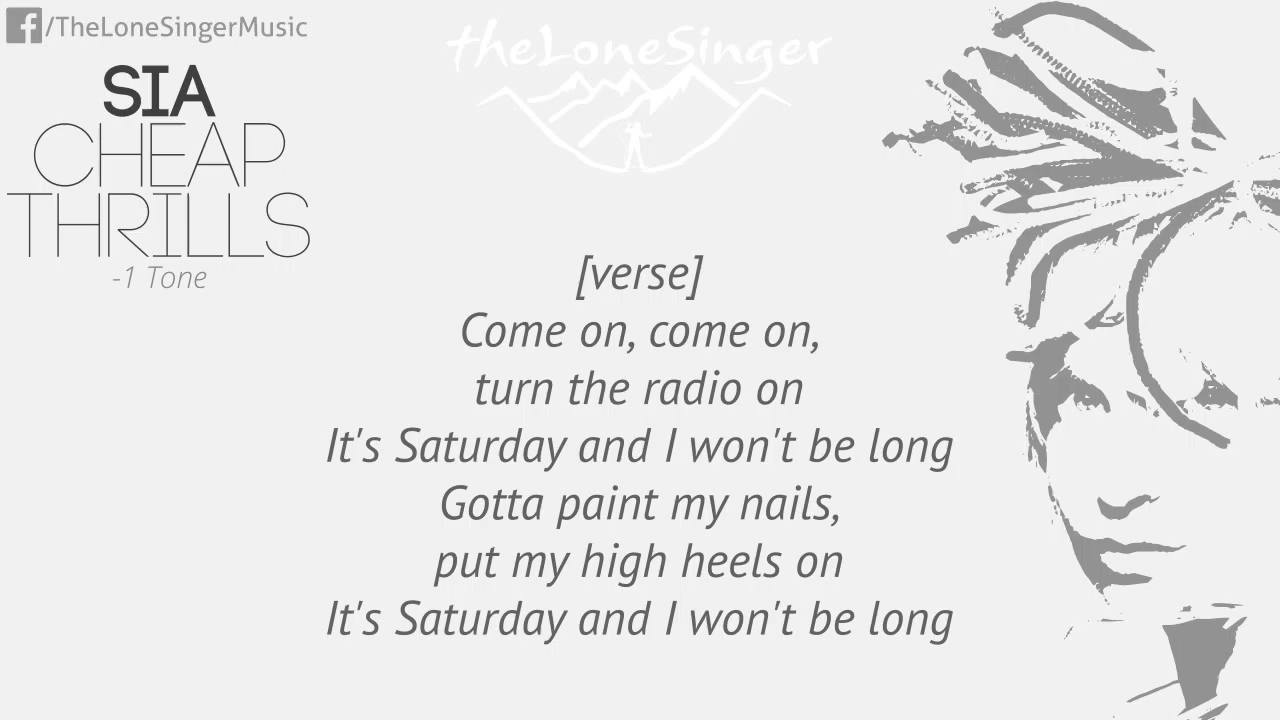 /TheLoneSingerMusic
theLoneSinger
SIA
CHEAP
THRILLS
-1 Tone
[verse]
Come on, come on,
turn the radio on
It's Saturday and I won't be long
Gotta paint my nails,
put my high heels on
It's Saturday and I won't be long